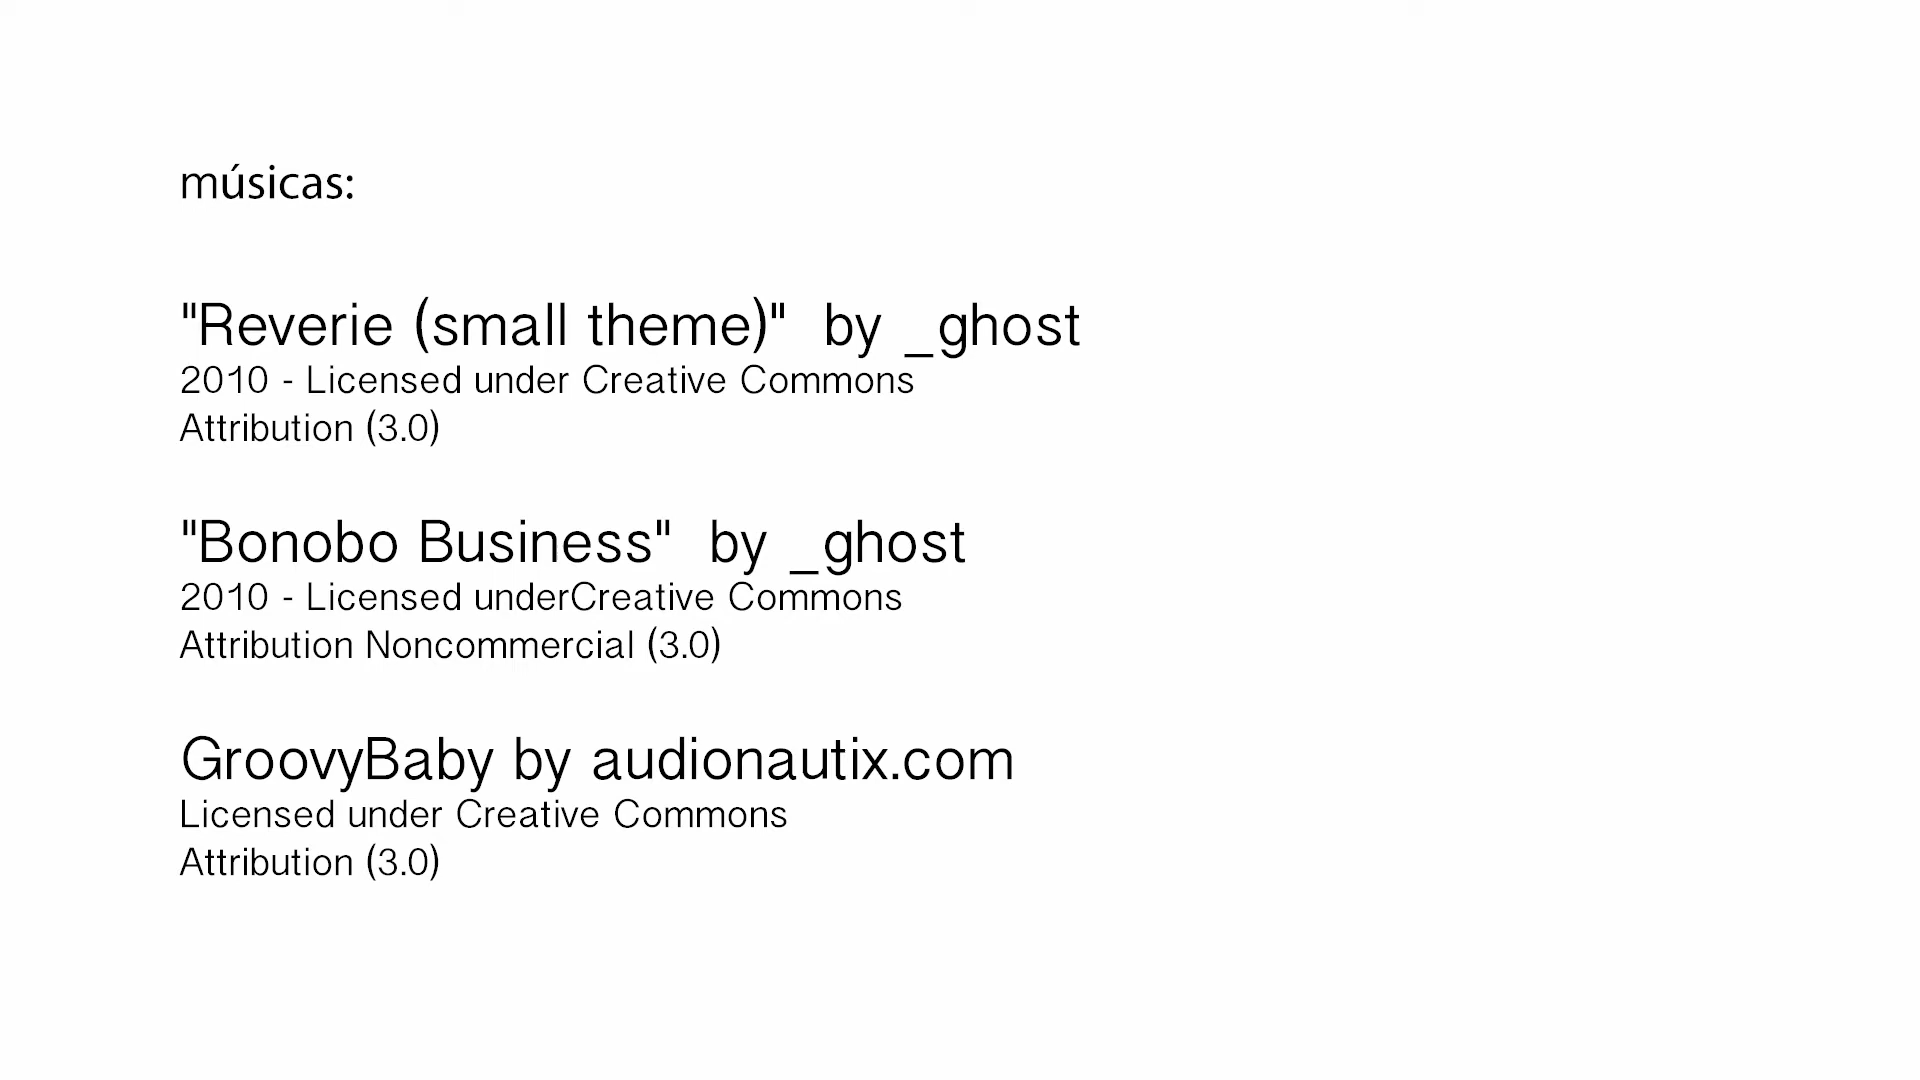 músicas:
"Reverie (small theme)"  by _ghost
2010 - Licensed under Creative Commons
Attribution (3.0)
"Bonobo Business"  by _ghost
2010 - Licensed underCreative Commons
Attribution Noncommercial (3.0)
GroovyBaby by audionautix.com
Licensed under Creative Commons
Attribution (3.0)